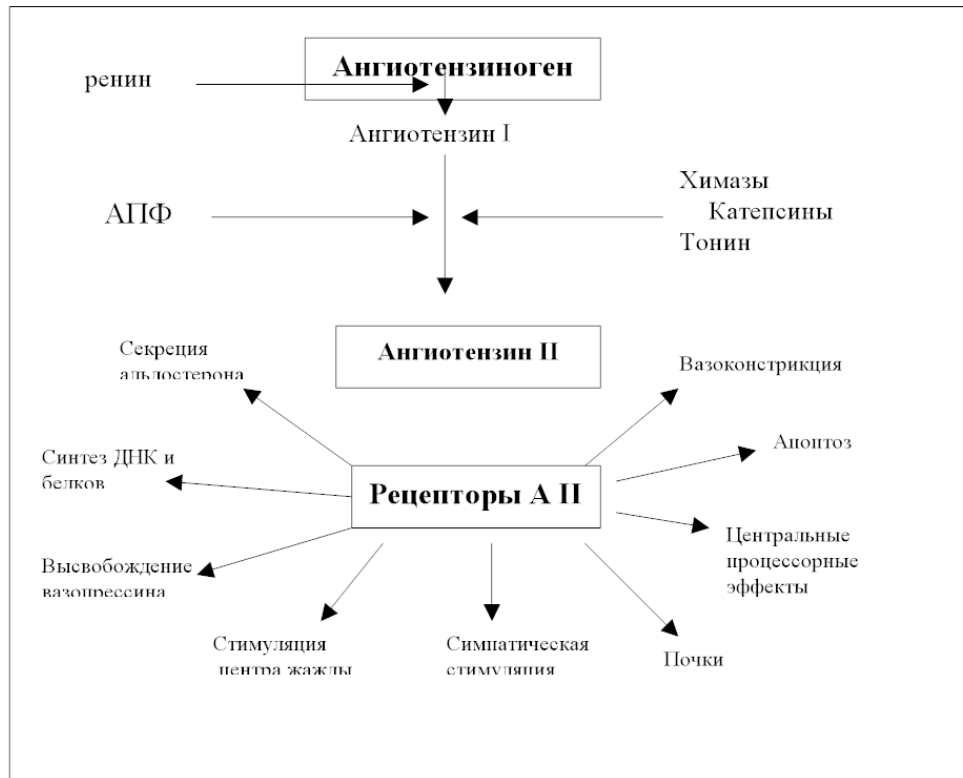 Ангиотензиноген
ренин
Ангиотензин I
Химазы
АПФ
Катепсины
Тонин
Ангиотензин II
Секреция
альдостерона
Вазоконстрикция
Апоптоз
Синтез ДНК и
белков
Рецепторы А II
Центральные
процессорные
эффекты
Высвобождение
вазопрессина
Стимуляция
центра жажды
Симпатическая
стимуляция
Почки